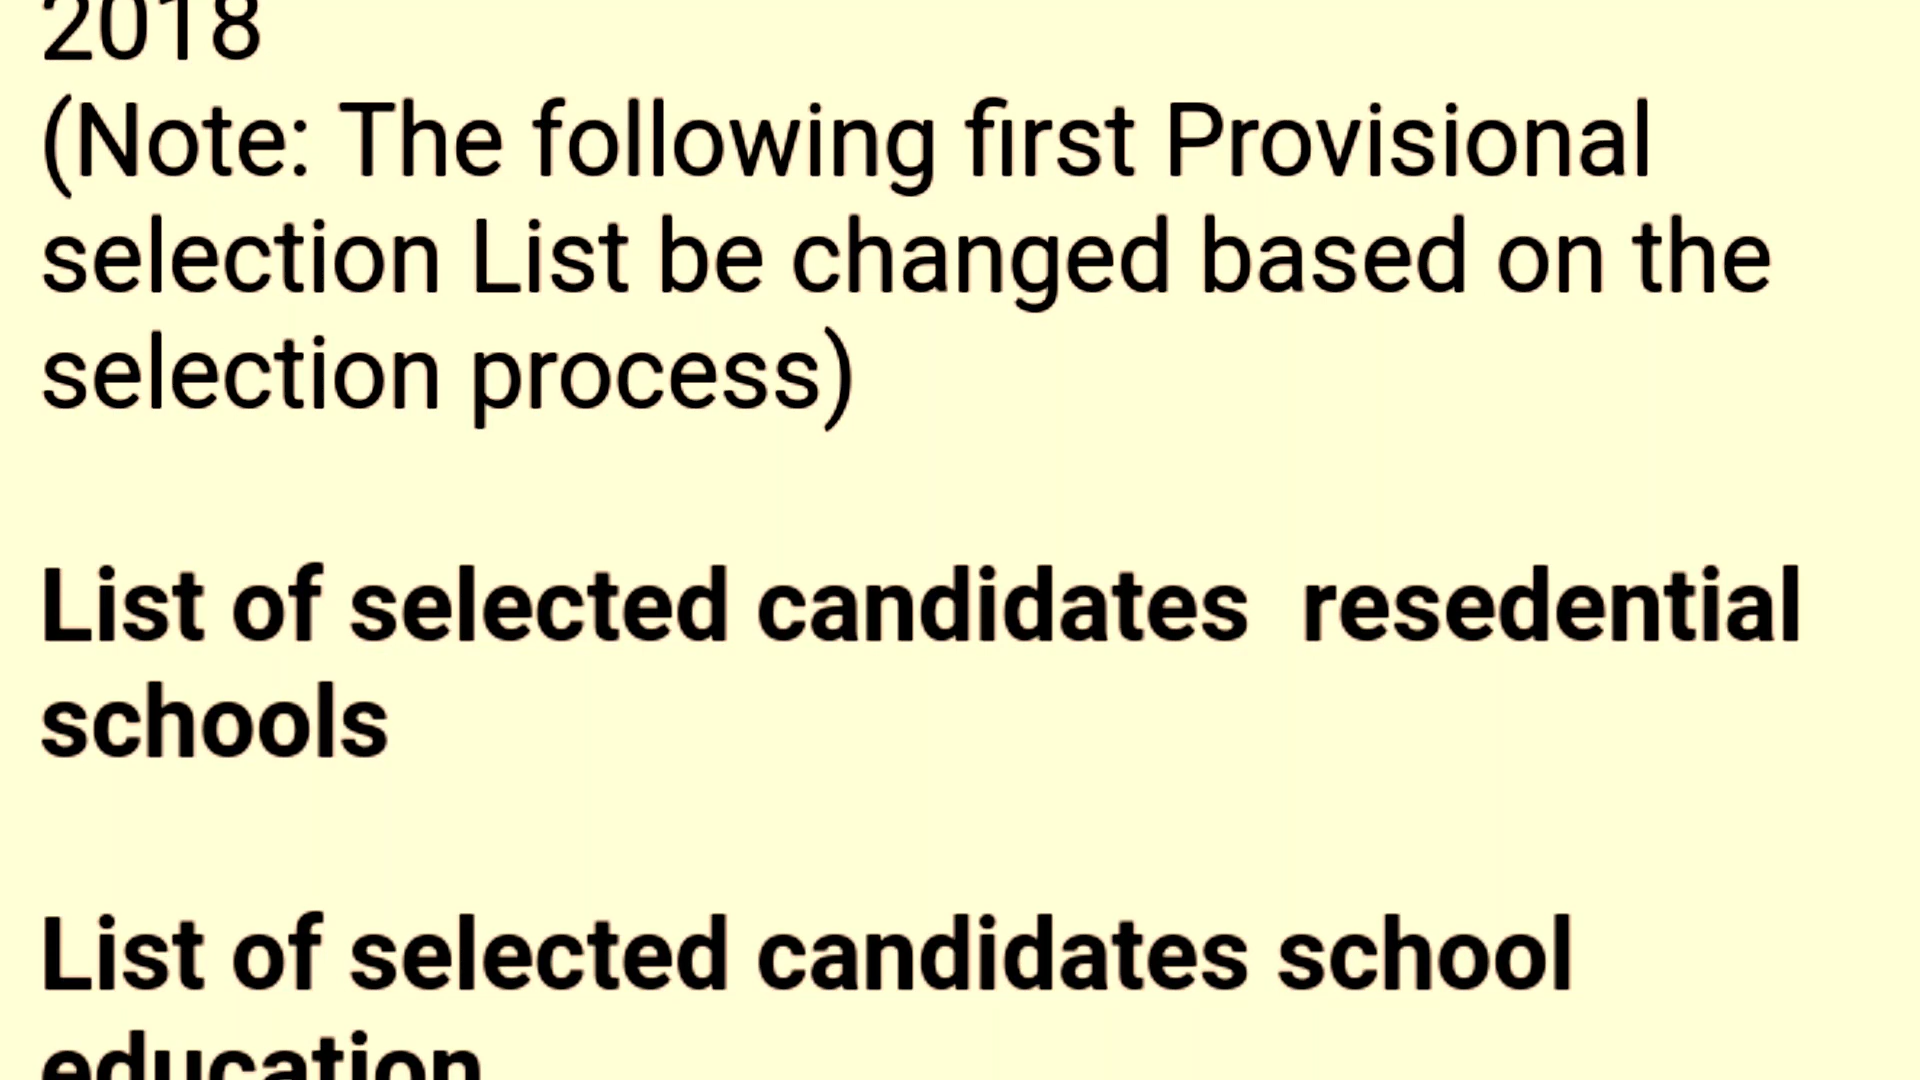 2018
(Note: The following first Provisional
selection List be changed based on the
selection process)
List of selected candidates  resedential
schools
List of selected candidates school
education